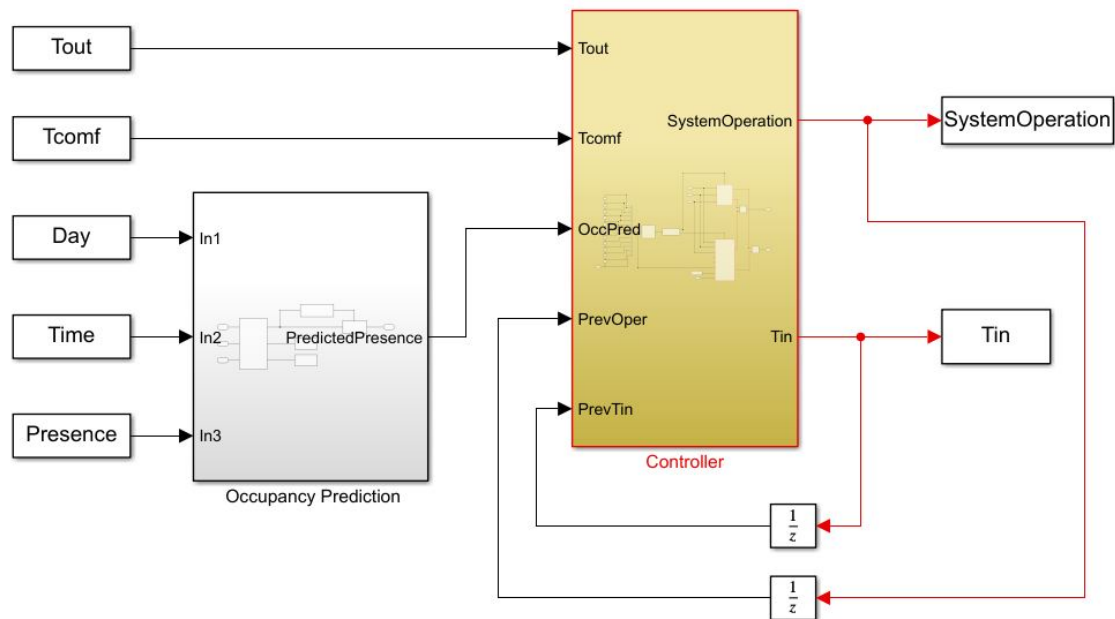 Tout
Tcomf
Day
Time
Presence
In1
In2
In3
PredictedPresence
Occupancy Prediction
Tout
Tcomf
OccPred
PrevOper
PrevTin
SystemOperation
Tin
Controller
SystemOperation
Tin
1
z
1
z